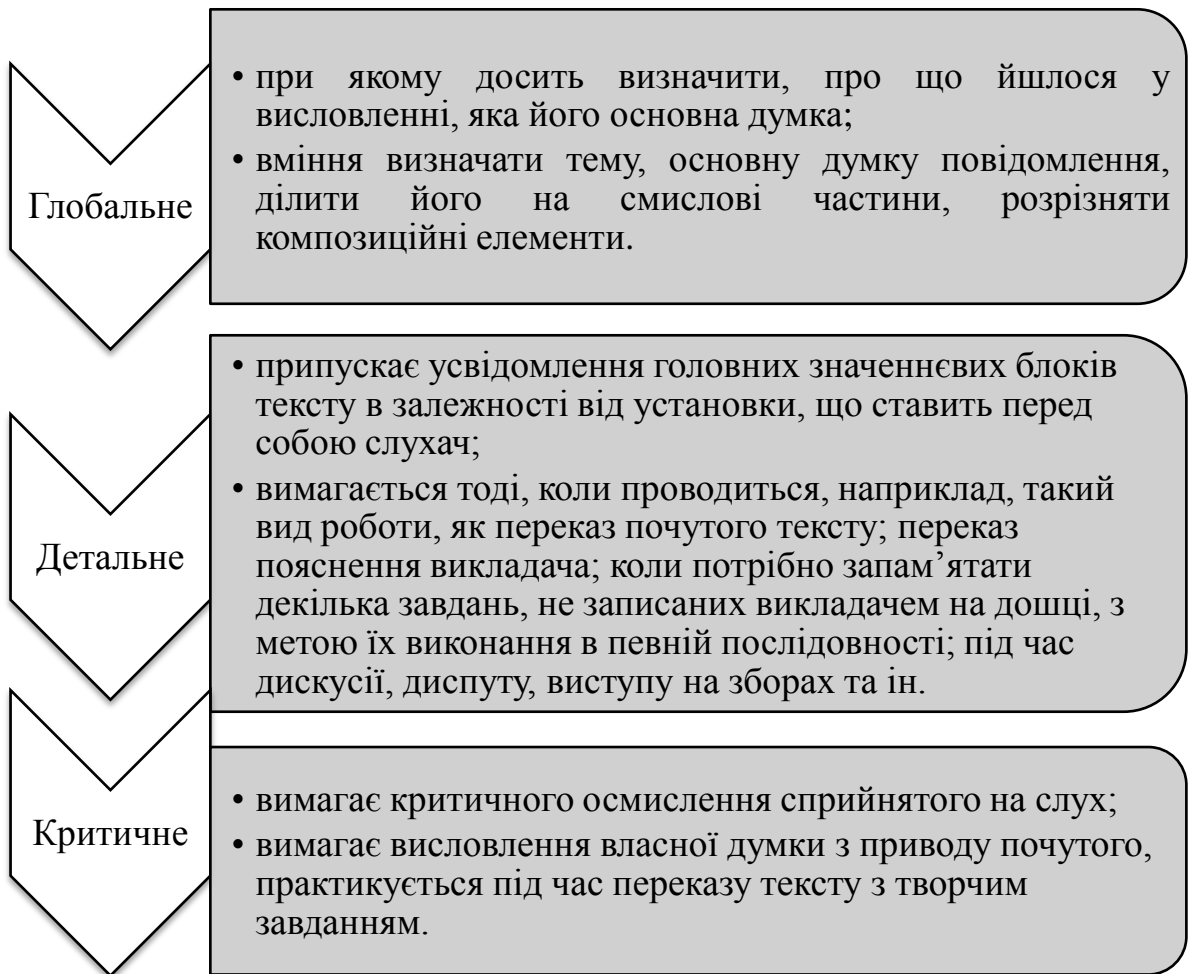 Глобальне
• при якому досить визначити, про що йшлося у
висловленні, яка його основна думка;
• вміння визначати тему, основну думку повідомлення,
ділити його на смислові частини, розрізняти
композиційні елементи.
Детальне
• припускає усвідомлення головних значеннєвих блоків
тексту в залежності від установки, що ставить перед
собою слухач;
• вимагається тоді, коли проводиться, наприклад, такий
вид роботи, як переказ почутого тексту; переказ
пояснення викладача; коли потрібно запам’ятати
декілька завдань, не записаних викладачем на дошці, з
метою їх виконання в певній послідовності; під час
дискусії, диспуту, виступу на зборах та ін.
Критичне
• вимагає критичного осмислення сприйнятого на слух;
• вимагає висловлення власної думки з приводу почутого,
практикується під час переказу тексту з творчим
завданням.